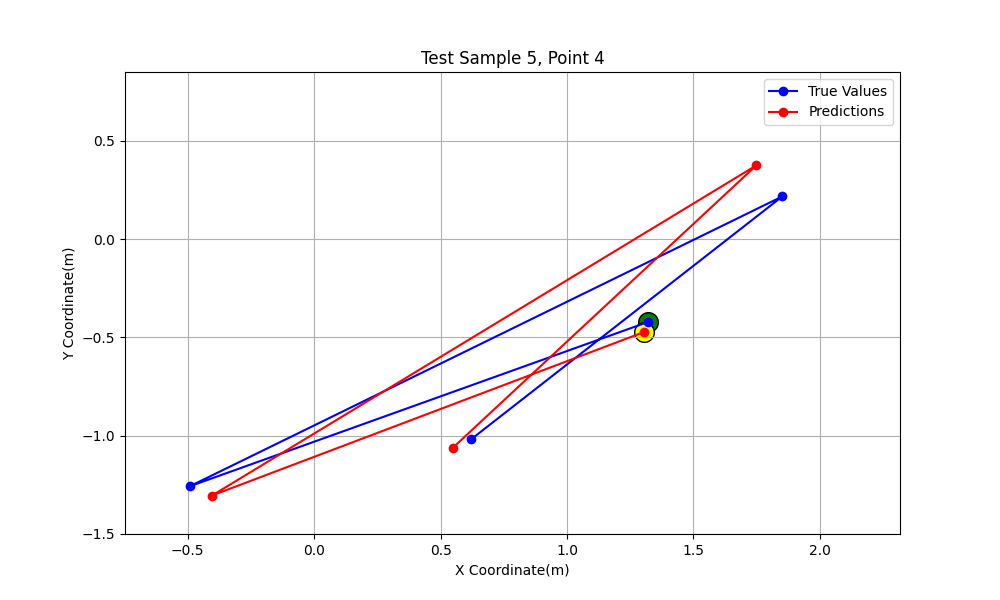 Test Sample 5, Point 4
True Values
Predictions
0.5
0.0
−0.5
−1.0
−1.5
Y Coordinate(m)
−0.5
0.0
0.5
1.0
1.5
2.0
X Coordinate(m)